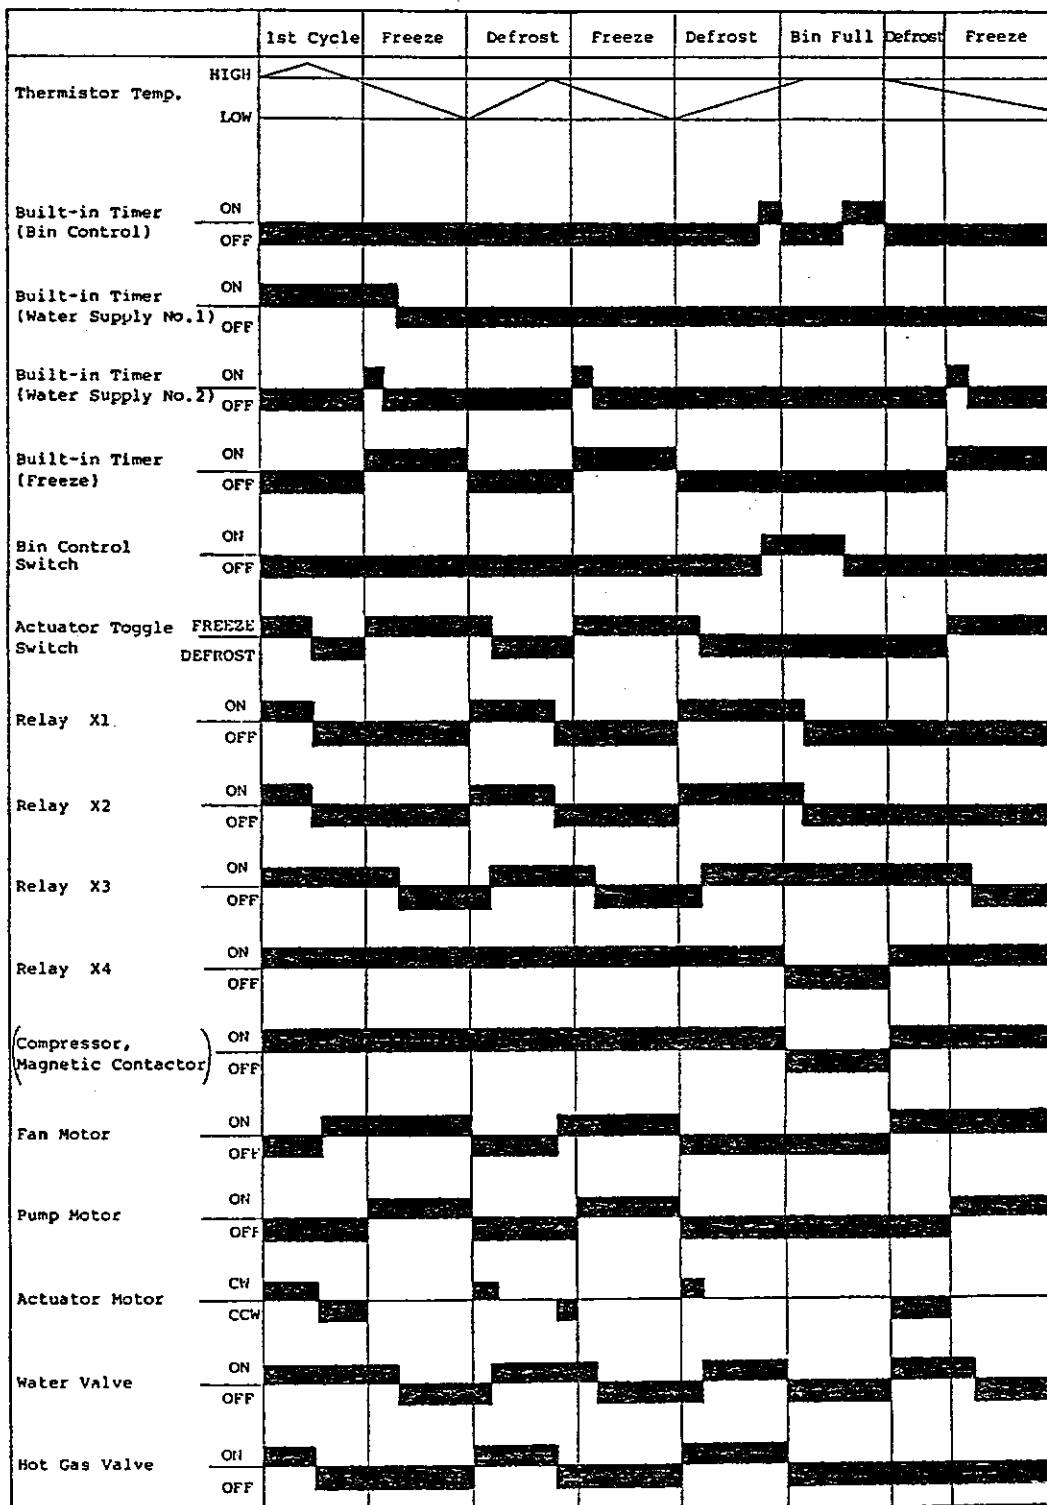 1st Cycle Freeze Defrost Freeze Defrost Bin Full Defrost Freeze
HIGH
Thermistor Temp.
LOW
ON
Built-in Timer
(Bin Control)
OFF
ON
Built-in Timer
(Water Supply No.1)
OFF
ON
Built-in Timer
(Water Supply No.2)
OFF
ON
Built-in Timer
(Freeze)
OFF
ON
Bin Control
Switch
OFF
Actuator Toggle FREEZE
Switch
DEFROST
ON
Relay X1
OFF
ON
Relay X2
OFF
ON
Relay X3
OFF
ON
Relay X4
OFF
ON
(Compressor,
Magnetic Contactor)
OFF
ON
Fan Motor
OFF
ON
Pump Motor
OFF
CW
Actuator Motor
CCW
ON
Water Valve
OFF
ON
Hot Gas Valve
OFF